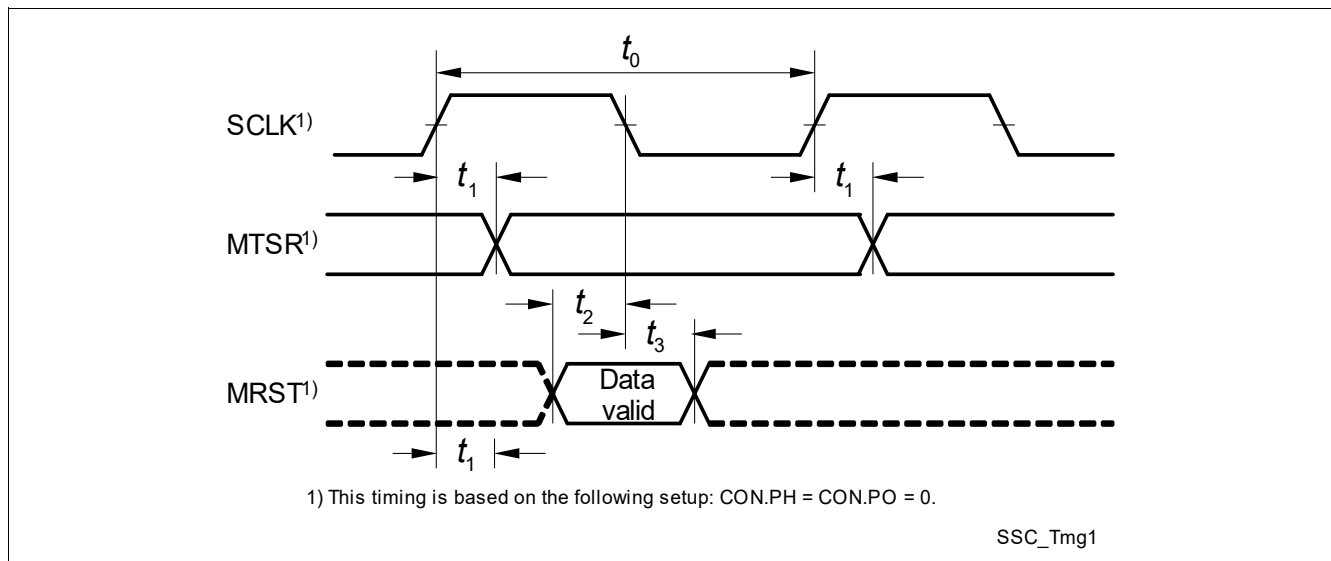 t0
SCLK1)
t1 t1
MTSR1)
t2
t3
MRST1)
Data
valid
t1
1) This timing is based on the following setup: CON.PH = CON.PO = 0.
SSC_Tmg1